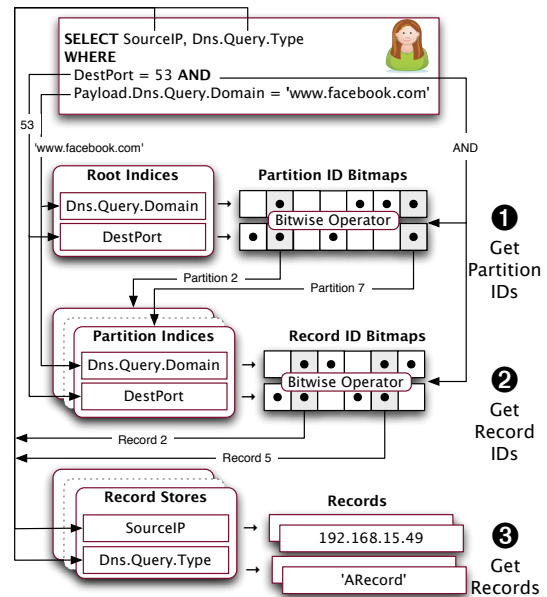 SELECT SourceIP, Dns.Query.Type
WHERE
DestPort = 53 AND
Payload.Dns.Query.Domain = 'www.facebook.com'
53
'www.facebook.com'
AND
Root Indices
Partition ID Bitmaps
Dns.Query.Domain
Bitwise Operator
DestPort
1
Get
Partition
IDs
Partition 2
Partition 7
Partition Indices
Record ID Bitmaps
Dns.Query.Domain
Bitwise Operator
DestPort
2
Get
Record
IDs
Record 2
Record 5
Record Stores
Records
SourceIP
192.168.15.49
Dns.Query.Type
'ARecord'
3
Get
Records